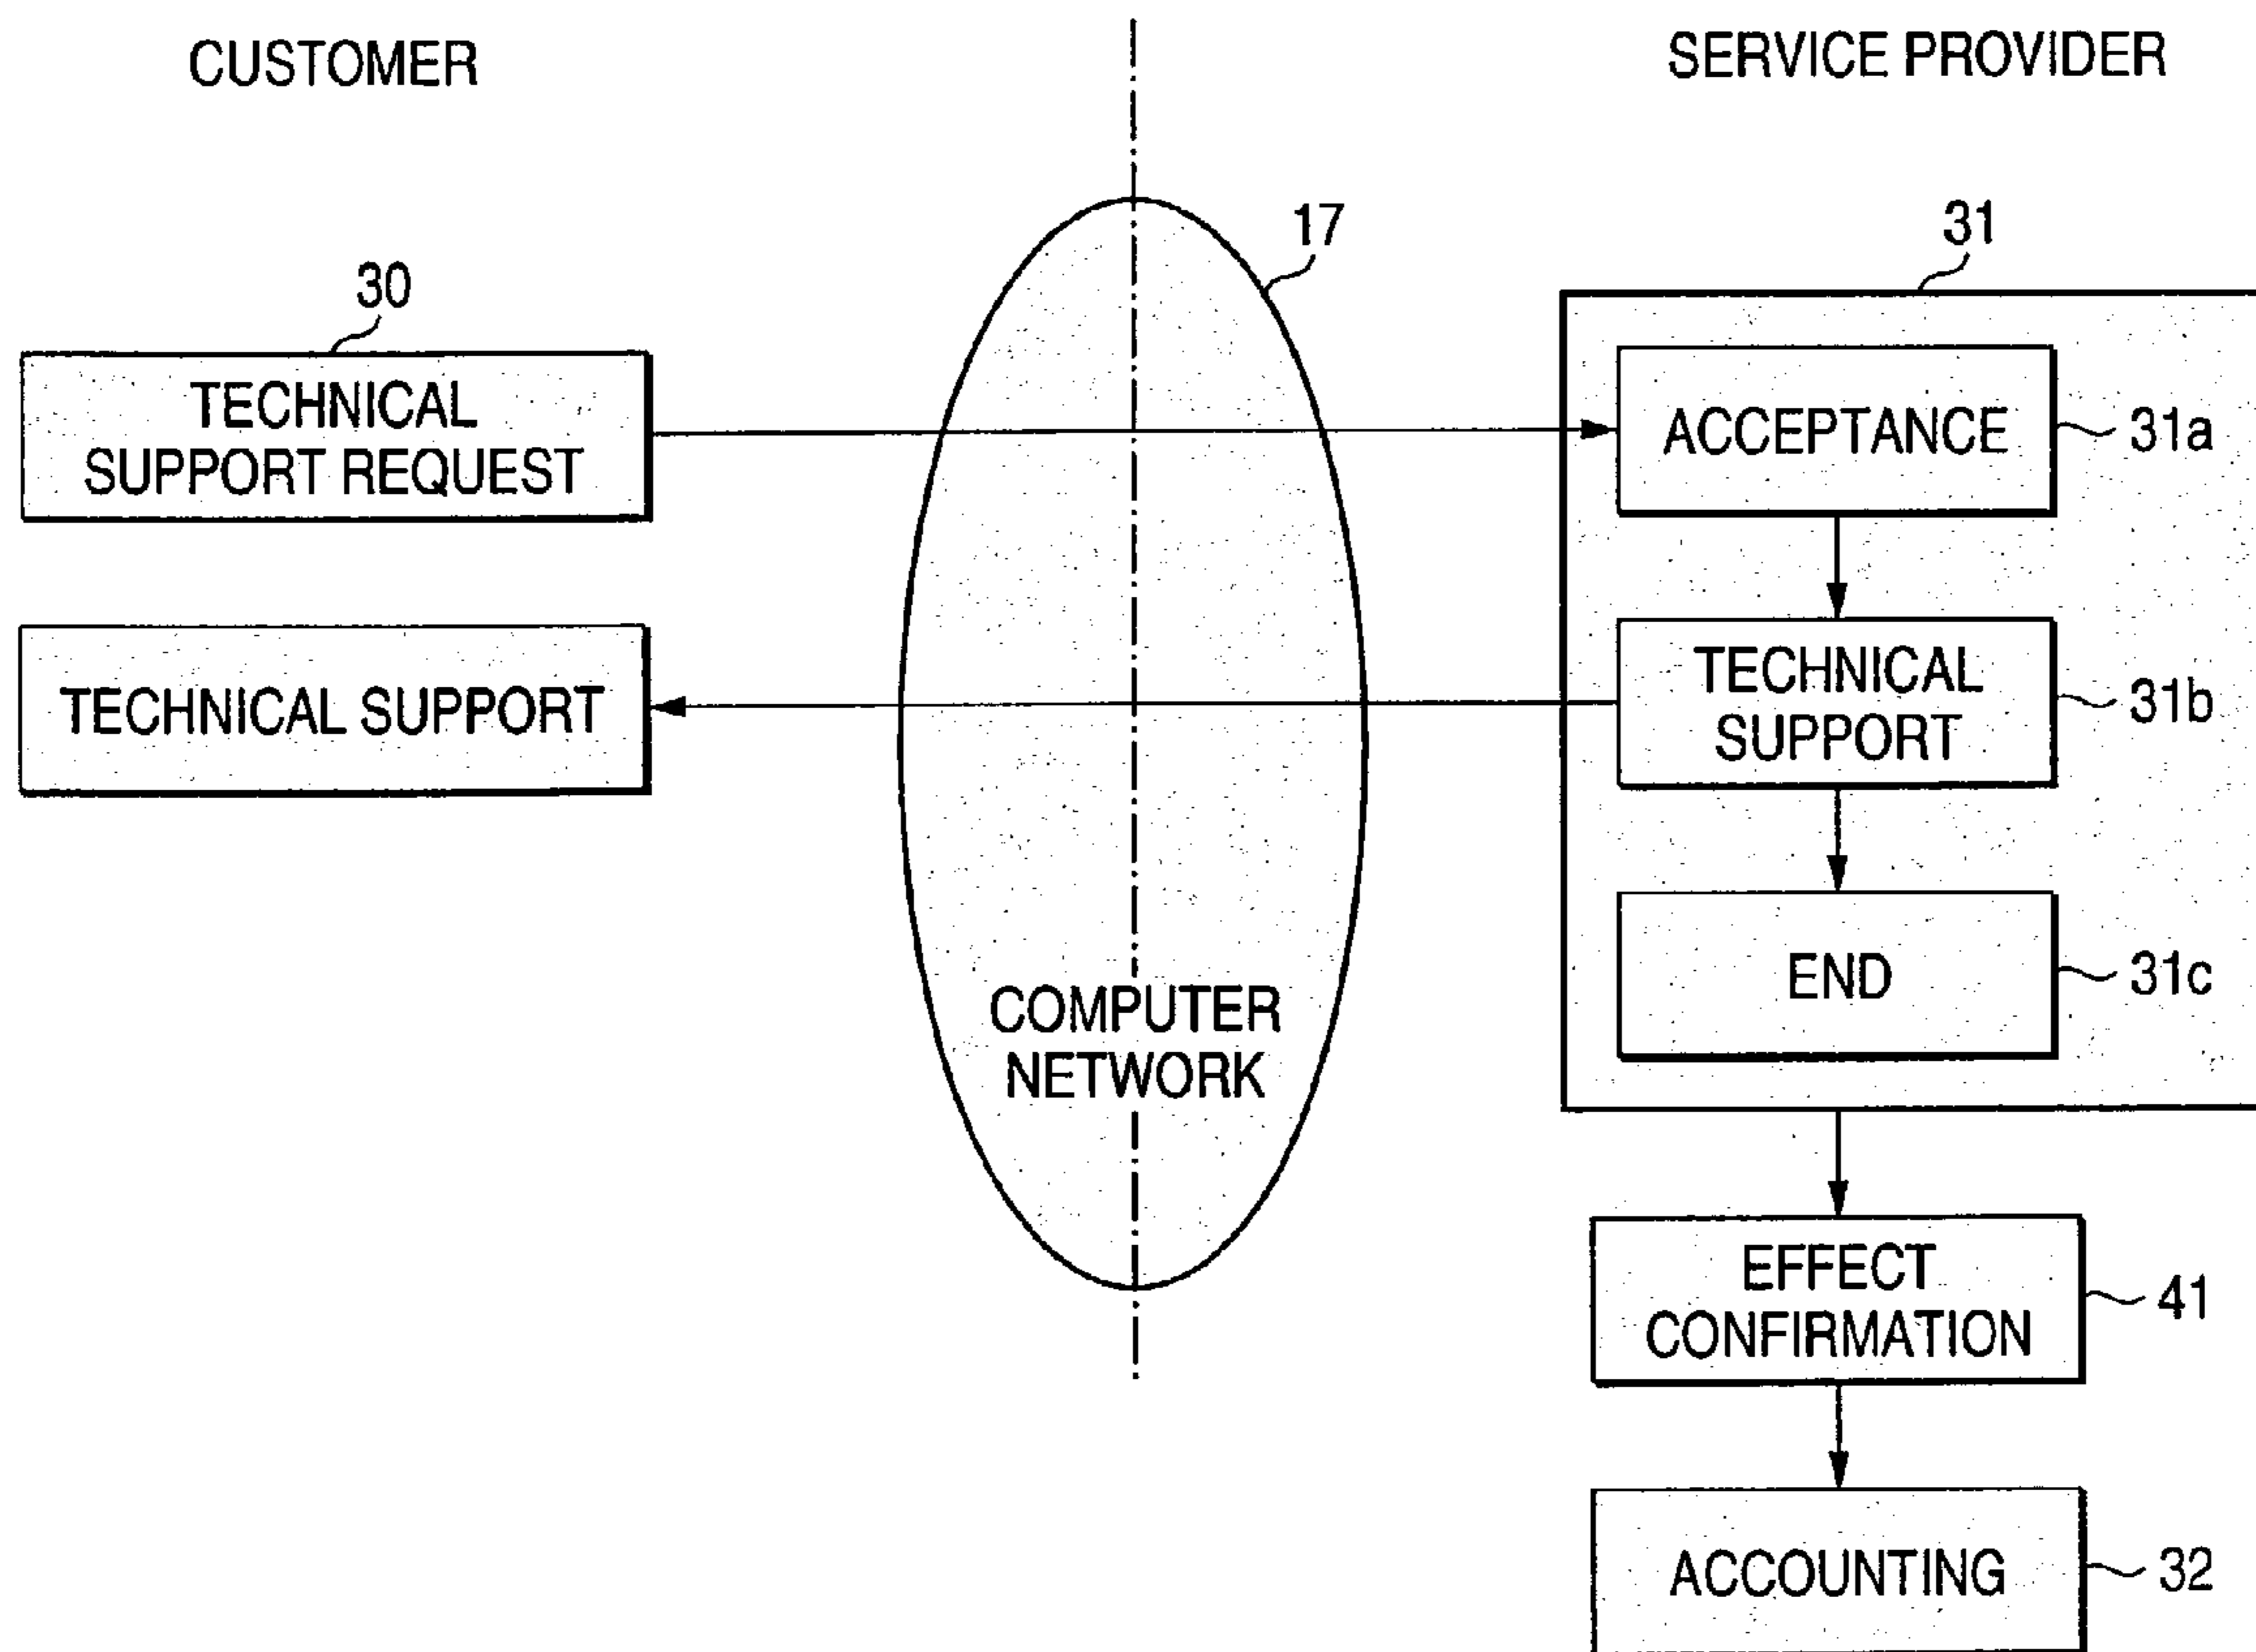 CUSTOMER
SERVICE PROVIDER
17
31
30
TECHNICAL
SUPPORT REQUEST
ACCEPTANCE
31a
TECHNICAL SUPPORT
TECHNICAL
SUPPORT
31b
END
31c
COMPUTER
NETWORK
EFFECT
CONFIRMATION
41
ACCOUNTING
32